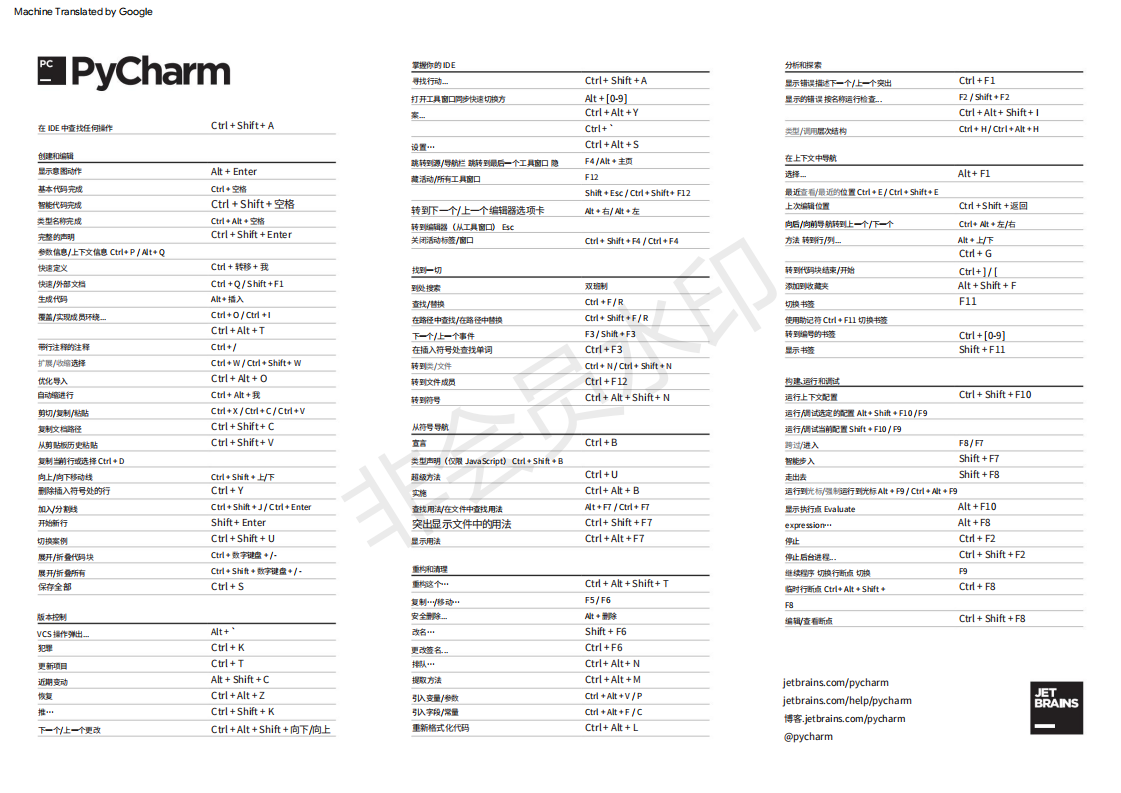 Machine Translated by Google
PC
PyCharm
在 IDE 中查找任何操作 Ctrl + Shift + A
创建和编辑
显示意图动作 Alt + Enter
基本代码完成 Ctrl + 空格
智能代码完成 Ctrl + Shift + 空格
类型名称完成 Ctrl + Alt + 空格
完整的声明 Ctrl + Shift + Enter
参数信息/上下文信息 Ctrl + P / Alt + Q
快速定义 Ctrl + 转移 + 我
快速/外部文档 Ctrl + Q / Shift + F1
生成代码 Alt + 插入
覆盖/实现成员环绕... Ctrl + O / Ctrl + I
Ctrl + Alt + T
带行注释的注释 Ctrl + /
扩展/收缩选择 Ctrl + W / Ctrl + Shift + W
优化导入 Ctrl + Alt + O
自动缩进行 Ctrl + Alt + 我
剪切/复制/粘贴 Ctrl + X / Ctrl + C / Ctrl + V
复制文档路径 Ctrl + Shift + C
从剪贴板历史粘贴 Ctrl + Shift + V
复制当前行或选择 Ctrl + D
向上/向下移动线 Ctrl + Shift + 上/下
删除插入符号处的行 Ctrl + Y
加入/分割线 Ctrl + Shift + J / Ctrl + Enter
开始新行 Shift + Enter
切换案例 Ctrl + Shift + U
展开/折叠代码块 Ctrl + 数字键盘 + / -
展开/折叠所有 Ctrl + Shift + 数字键盘 + / -
保存全部 Ctrl + S
版本控制
VCS 操作弹出... Alt + `
犯罪 Ctrl + K
更新项目 Ctrl + T
近期变动 Alt + Shift + C
恢复 Ctrl + Alt + Z
推… Ctrl + Shift + K
下一个/上一个更改 Ctrl + Alt + Shift + 向下/向上
掌握你的 IDE
寻找行动... Ctrl + Shift + A
打开工具窗口同步快速切换方 Alt + [0-9]
案... Ctrl + Alt + Y
Ctrl + `
设置… Ctrl + Alt + S
跳转到源/导航栏 跳转到最后一个工具窗口 隐 F4 / Alt + 主页
藏活动/所有工具窗口 F12
Shift + Esc / Ctrl + Shift + F12
转到下一个/上一个编辑器选项卡 Alt + 右/ Alt + 左
转到编辑器（从工具窗口） Esc
关闭活动标签/窗口 Ctrl + Shift + F4 / Ctrl + F4
找到一切
到处搜索 双班制
查找/替换 Ctrl + F / R
在路径中查找/在路径中替换 Ctrl + Shift + F / R
下一个/上一个事件 F3 / Shift + F3
在插入符号处查找单词 Ctrl + F3
转到类/文件 Ctrl + N / Ctrl + Shift + N
转到文件成员 Ctrl + F12
转到符号 Ctrl + Alt + Shift + N
从符号导航
宣言 Ctrl + B
类型声明（仅限 JavaScript） Ctrl + Shift + B
超级方法 Ctrl + U
实施 Ctrl + Alt + B
查找用法/在文件中查找用法 Alt + F7 / Ctrl + F7
突出显示文件中的用法 Ctrl + Shift + F7
显示用法 Ctrl + Alt + F7
重构和清理
重构这个… Ctrl + Alt + Shift + T
复制…/移动… F5 / F6
安全删除... Alt + 删除
改名… Shift + F6
更改签名... Ctrl + F6
排队… Ctrl + Alt + N
提取方法 Ctrl + Alt + M
引入变量/参数 Ctrl + Alt + V / P
引入字段/常量 Ctrl + Alt + F / C
重新格式化代码 Ctrl + Alt + L
分析和探索
显示错误描述下一个/上一个突出 Ctrl + F1
显示的错误 按名称运行检查... F2 / Shift + F2
Ctrl + Alt + Shift + I
类型/调用层次结构 Ctrl + H / Ctrl + Alt + H
在上下文中导航
选择... Alt + F1
最近查看/最近的位置 Ctrl + E / Ctrl + Shift + E
上次编辑位置 Ctrl + Shift + 返回
向后/向前导航转到上一个/下一个 Ctrl + Alt + 左/右
方法 转到行/列... Alt + 上/下
Ctrl + G
转到代码块结束/开始 Ctrl + ] / [
添加到收藏夹 Alt + Shift + F
切换书签 F11
使用助记符 Ctrl + F11 切换书签
转到编号的书签 Ctrl + [0-9]
显示书签 Shift + F11
构建、运行和调试
运行上下文配置 Ctrl + Shift + F10
运行/调试选定的配置 Alt + Shift + F10 / F9
运行/调试当前配置 Shift + F10 / F9
跨过/进入 F8 / F7
智能步入 Shift + F7
走出去 Shift + F8
运行到光标/强制运行到光标 Alt + F9 / Ctrl + Alt + F9
显示执行点 Evaluate Alt + F10
expression… Alt + F8
停止 Ctrl + F2
停止后台进程... Ctrl + Shift + F2
继续程序 切换行断点 切换 F9
临时行断点 Ctrl + Alt + Shift + Ctrl + F8
F8
编辑/查看断点 Ctrl + Shift + F8
jetbrains.com/pycharm
jetbrains.com/help/pycharm
博客.jetbrains.com/pycharm
@pycharm
JET
BRAINS
非会员水印